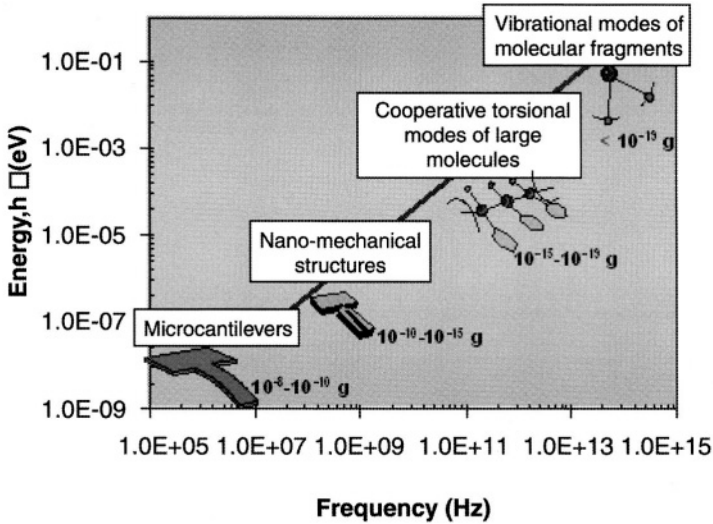 Vibrational modes of
molecular fragments
1.0E-01
Cooperative torsional
modes of large
molecules
< 10⁻¹⁹ g
1.0E-03
Energy,h □(eV)
1.0E-05
Nano-mechanical
structures
10⁻¹⁵-10⁻¹⁹ g
1.0E-07
Microcantilevers
10⁻¹⁰-10⁻¹⁵ g
10⁻⁸-10⁻¹⁰ g
1.0E-09
1.0E+05 1.0E+07 1.0E+09 1.0E+11 1.0E+13 1.0E+15
Frequency (Hz)